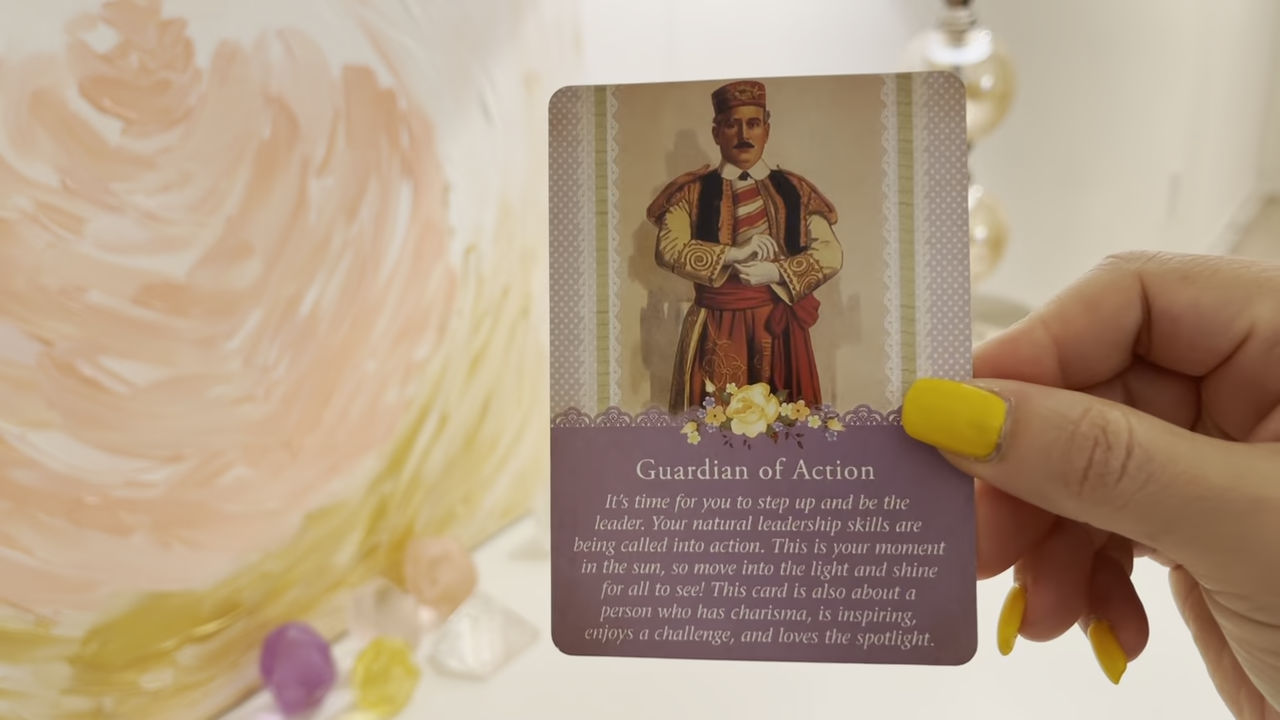 Guardian of Action
It's time for you to step up and be the
leader. Your natural leadership skills are
being called into action. This is your moment
in the sun, so move into the light and shine
for all to see! This card is also about a
person who has charisma, is inspiring,
enjoys a challenge, and loves the spotlight.